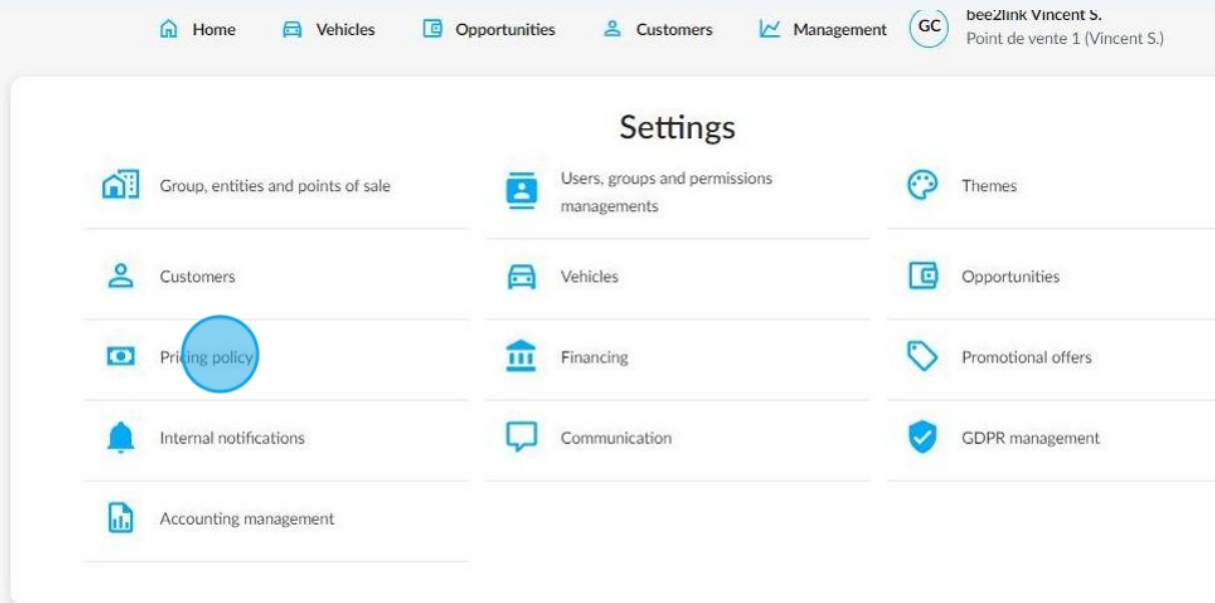 Home Vehicles Opportunities Customers Management GC bee2link Vincent S.
Point de vente 1 (Vincent S.)
Settings
Group, entities and points of sale
Users, groups and permissions
managements
Themes
Customers
Vehicles
Opportunities
Pricing policy
Financing
Promotional offers
Internal notifications
Communication
GDPR management
Accounting management